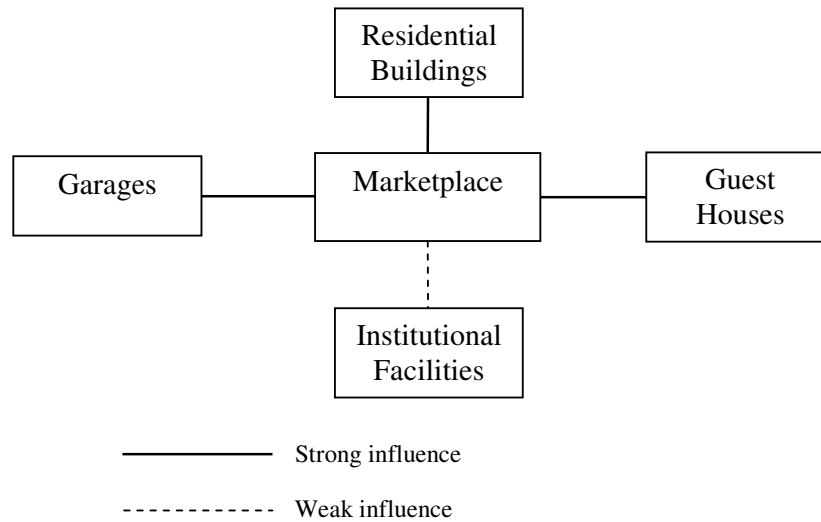 Residential
Buildings
Garages
Marketplace
Guest
Houses
Institutional
Facilities
Strong influence
Weak influence